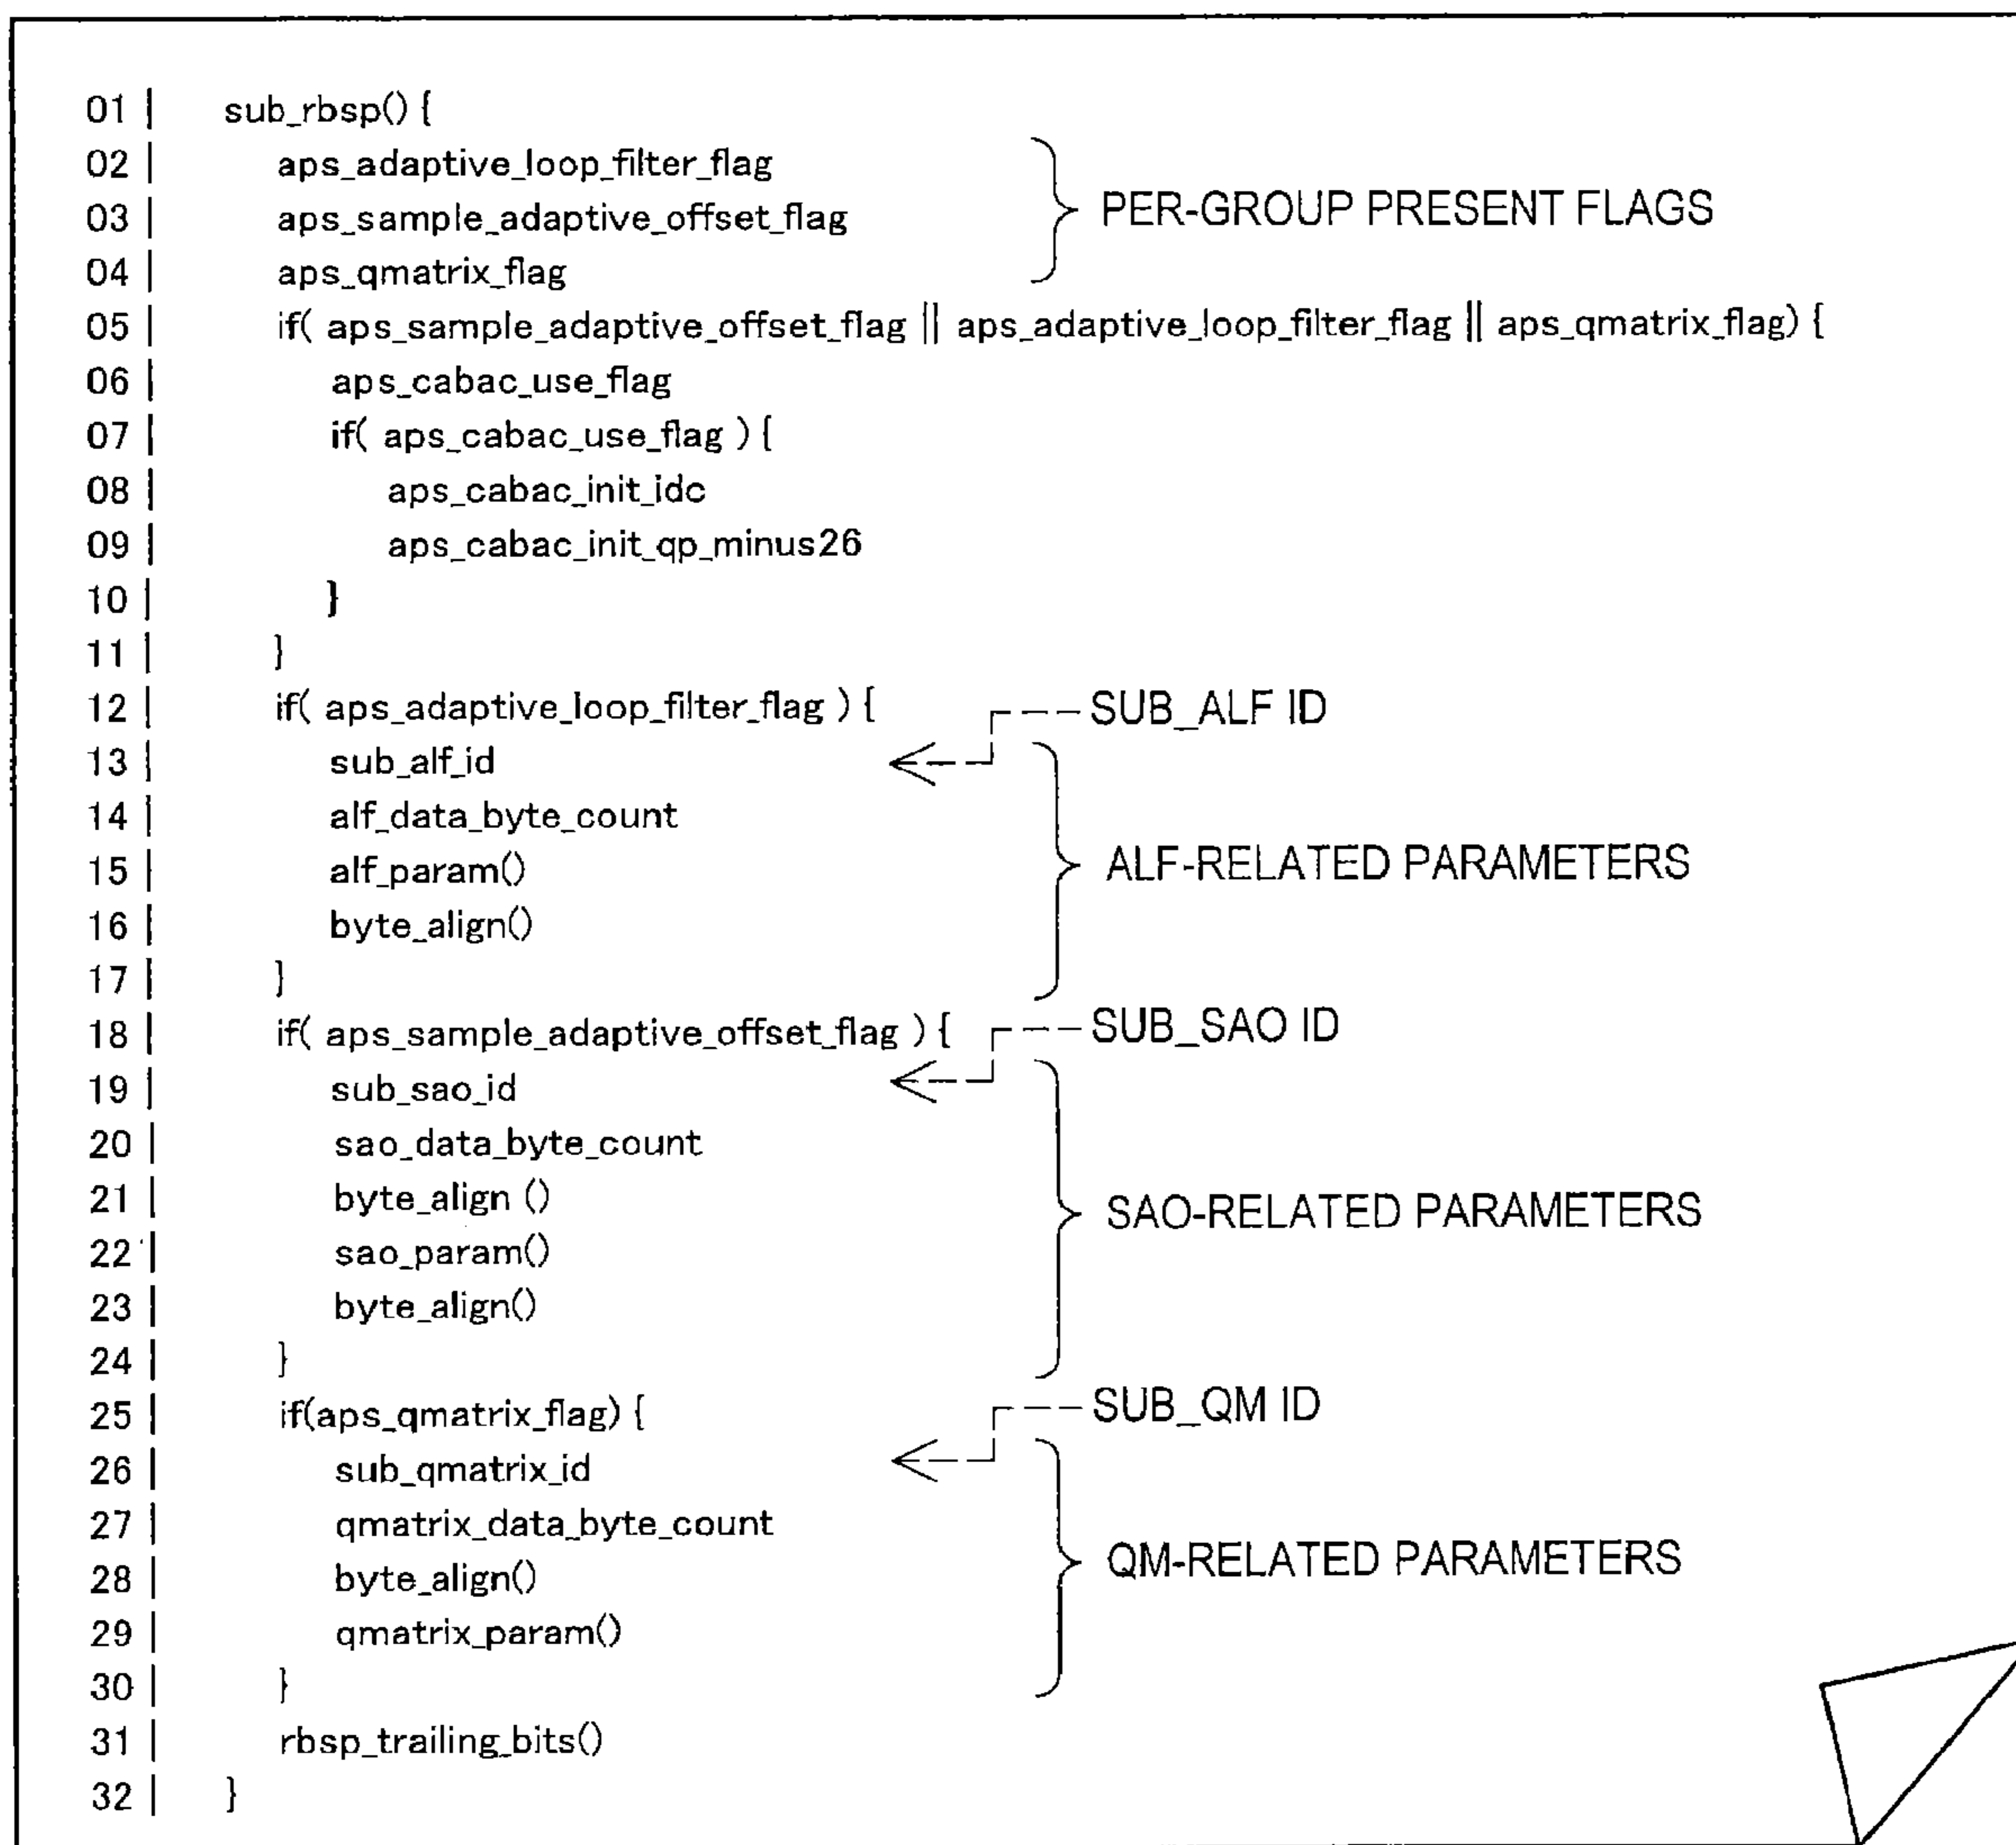 01 | sub_rbsp() {
02 | aps_adaptive_loop_filter_flag
03 | aps_sample_adaptive_offset_flag
PER-GROUP PRESENT FLAGS
04 | aps_qmatrix_flag
05 | if( aps_sample_adaptive_offset_flag || aps_adaptive_loop_filter_flag || aps_qmatrix_flag) {
06 | aps_cabac_use_flag
07 | if( aps_cabac_use_flag ) {
08 | aps_cabac_init_idc
09 | aps_cabac_init_qp_minus26
10 | }
11 | }
12 | if( aps_adaptive_loop_filter_flag ) {
SUB_ALF ID
13 | sub_alf_id
14 | alf_data_byte_count
15 | alf_param()
ALF-RELATED PARAMETERS
16 | byte_align()
17 | }
18 | if( aps_sample_adaptive_offset_flag ) {
SUB_SAO ID
19 | sub_sao_id
20 | sao_data_byte_count
21 | byte_align ()
SAO-RELATED PARAMETERS
22 | sao_param()
23 | byte_align()
24 | }
25 | if(aps_qmatrix_flag) {
SUB_QM ID
26 | sub_qmatrix_id
27 | qmatrix_data_byte_count
28 | byte_align()
QM-RELATED PARAMETERS
29 | qmatrix_param()
30 | }
31 | rbsp_trailing_bits()
32 | }